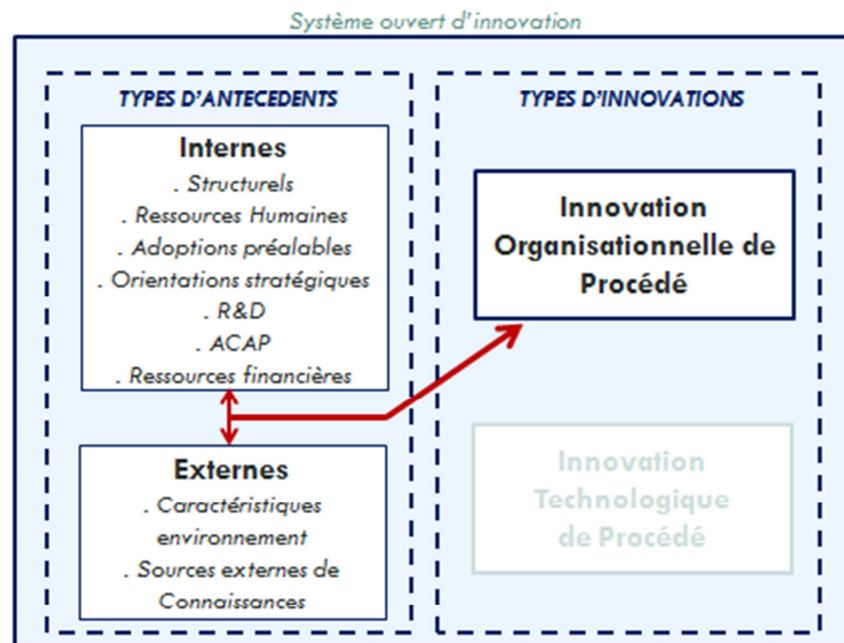 Système ouvert d'innovation
TYPES D'ANTECEDENTS
Internes
. Structurels
. Ressources Humaines
. Adoptions préalables
. Orientations stratégiques
. R&D
. ACAP
. Ressources financières
Externes
. Caractéristiques
environnement
. Sources externes de
Connaissances
TYPES D'INNOVATIONS
Innovation
Organisationnelle de
Procédé
Innovation
Technologique
de Procédé